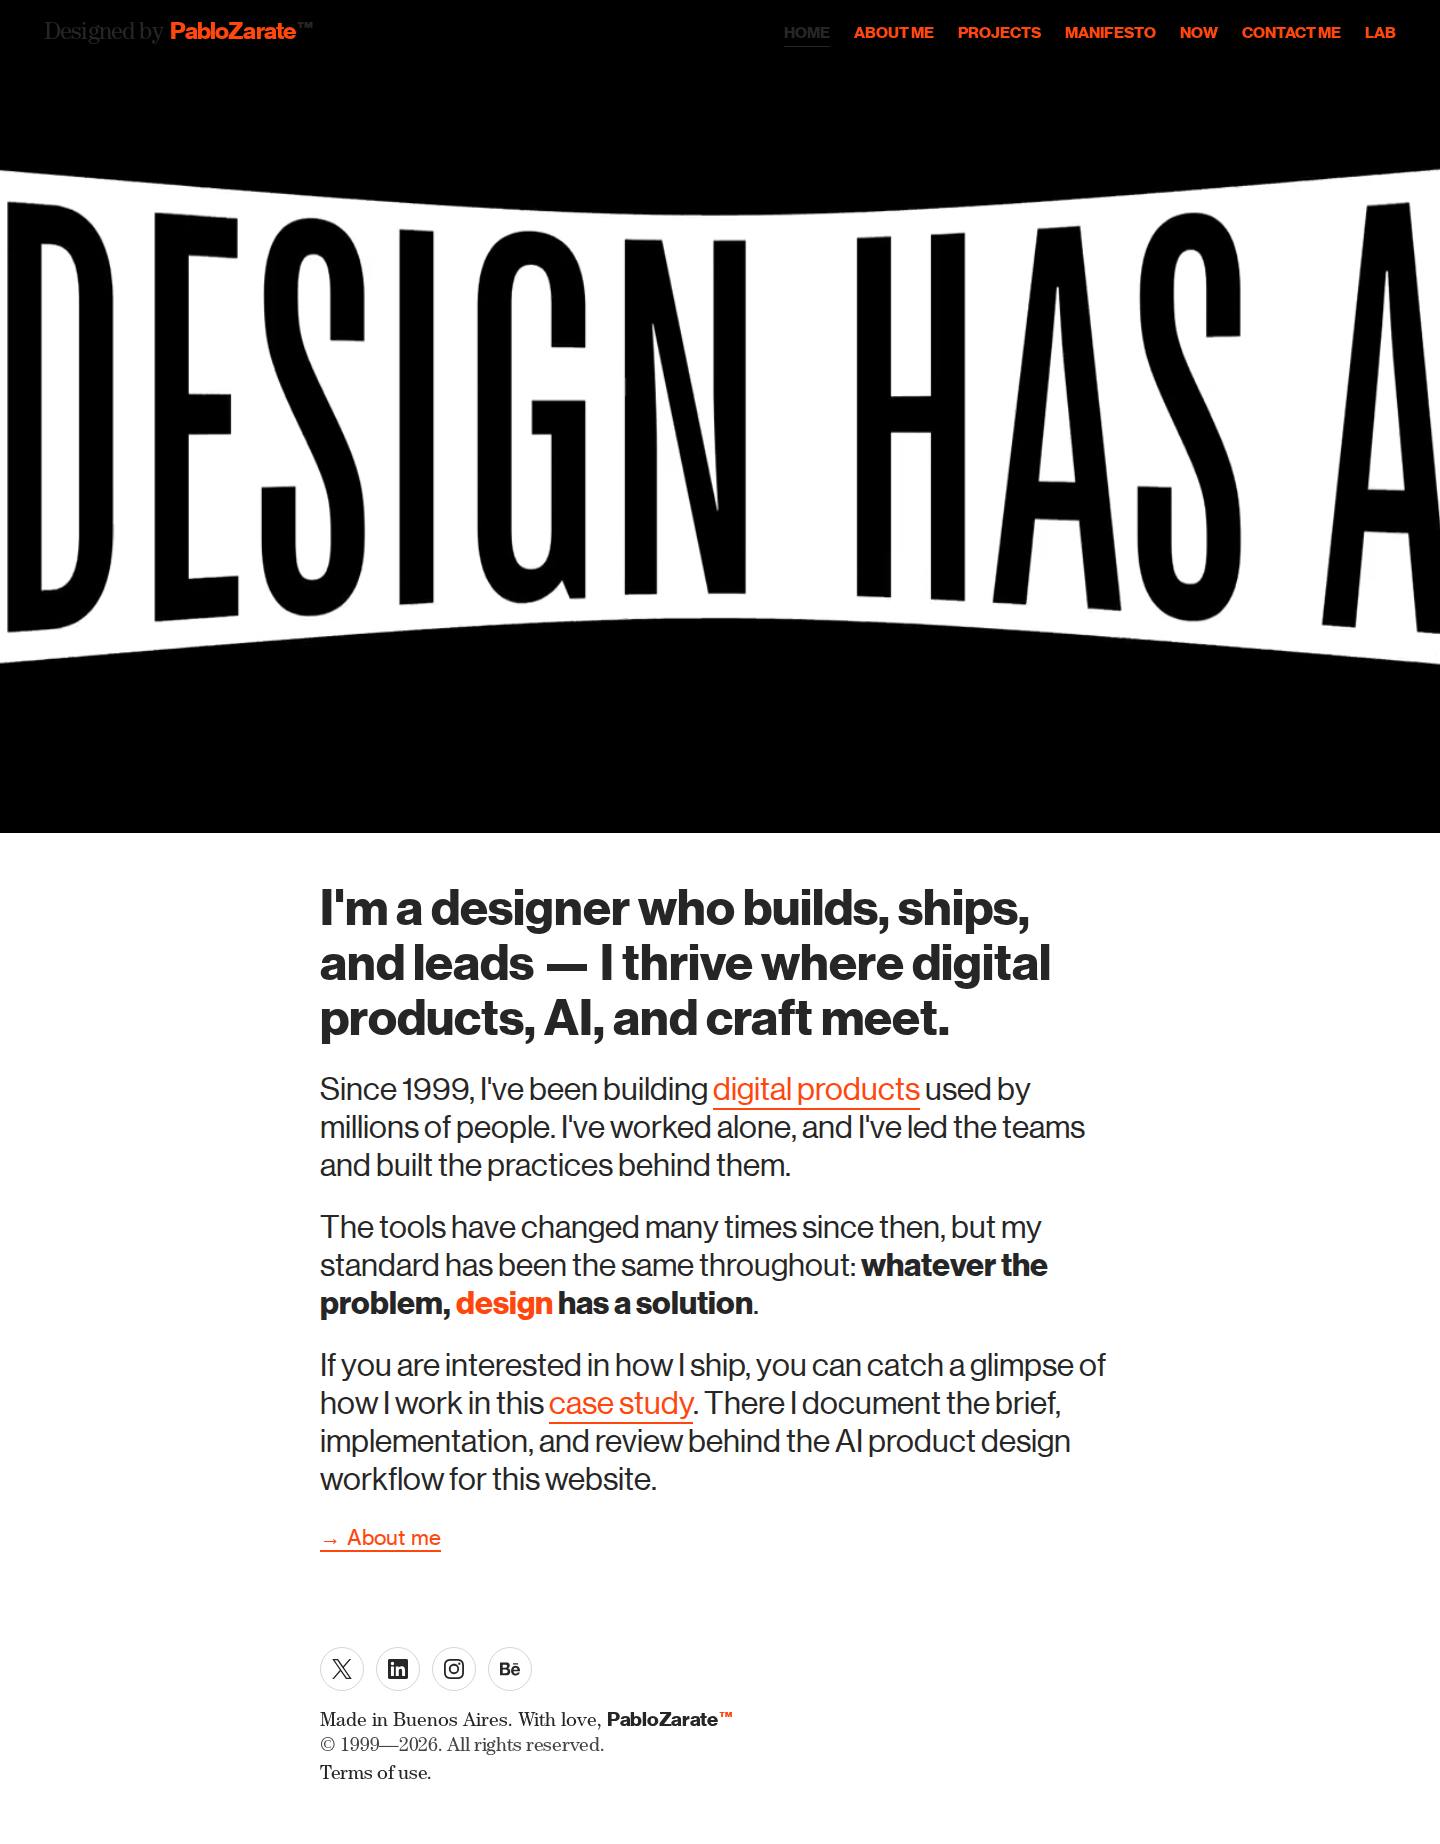 Designed by PabloZarate™
HOME ABOUT ME PROJECTS MANIFESTO NOW CONTACT ME LAB
DESIGN HAS A
I'm a designer who builds, ships,
and leads — I thrive where digital
products, AI, and craft meet.
Since 1999, I've been building digital products used by
millions of people. I've worked alone, and I've led the teams
and built the practices behind them.
The tools have changed many times since then, but my
standard has been the same throughout: whatever the
problem, design has a solution.
If you are interested in how I ship, you can catch a glimpse of
how I work in this case study. There I document the brief,
implementation, and review behind the AI product design
workflow for this website.
→ About me
Made in Buenos Aires. With love, PabloZarate™
© 1999—2026. All rights reserved.
Terms of use.